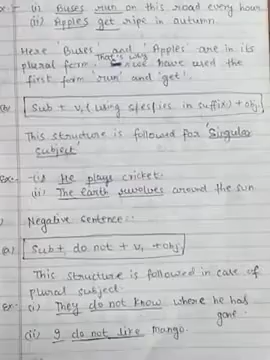 Ex:- (i) Buses run on this road every hour
(ii) Apples get ripe in autumn.
Here 'Buses' and 'Apples' are in its
plural form. That's why we have used the
first form 'run' and 'get'.
Sub + v1 (using s/es/ies in suffix) + obj.
This structure is followed for 'Singular
subject'
Ex:- (i) He plays cricket.
(ii) The earth revolves around the sun
Negative sentence :-
Sub + do not + v1 + obj.
This structure is followed in case of
plural subject.
Ex:- (i) They do not know where he has
gone.
(ii) I do not like mango.